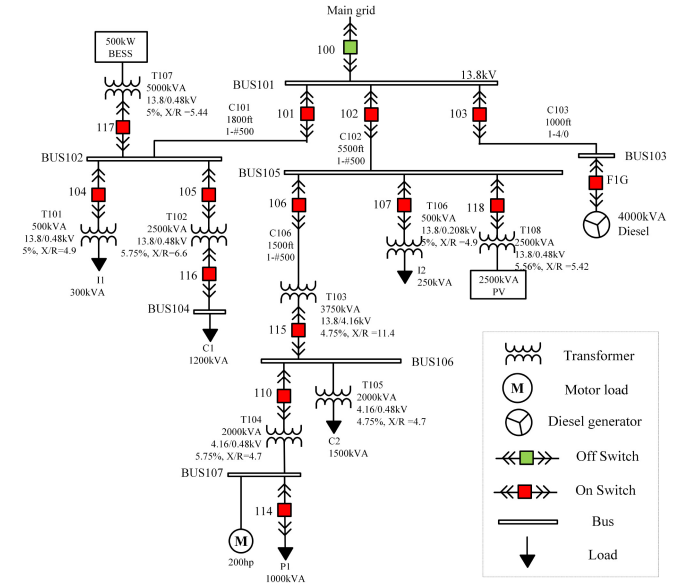 Main grid
100
BUS101
13.8kV
500kW
BESS
T107
5000kVA
13.8/0.48kV
5%, X/R =5.44
117
C101
1800ft
1-#500
101
102
103
C102
5500ft
1-#500
C103
1000ft
1-4/0
BUS102
BUS103
BUS105
F1G
4000kVA
Diesel
104
105
106
107
118
T101
500kVA
13.8/0.48kV
5%, X/R=4.9
I1
300kVA
T102
2500kVA
13.8/0.48kV
5.75%, X/R=6.6
116
BUS104
C1
1200kVA
C106
1500ft
1-#500
T106
500kVA
13.8/0.208kV
5%, X/R =4.9
I2
250kVA
T108
2500kVA
13.8/0.48kV
5.56%, X/R =5.42
2500kVA
PV
T103
3750kVA
13.8/4.16kV
4.75%, X/R =11.4
115
BUS106
110
T105
2000kVA
4.16/0.48kV
4.75%, X/R =4.7
C2
1500kVA
T104
2000kVA
4.16/0.48kV
5.75%, X/R=4.7
BUS107
114
M
200hp
P1
1000kVA
Transformer
M
Motor load
Diesel generator
Off Switch
On Switch
Bus
Load